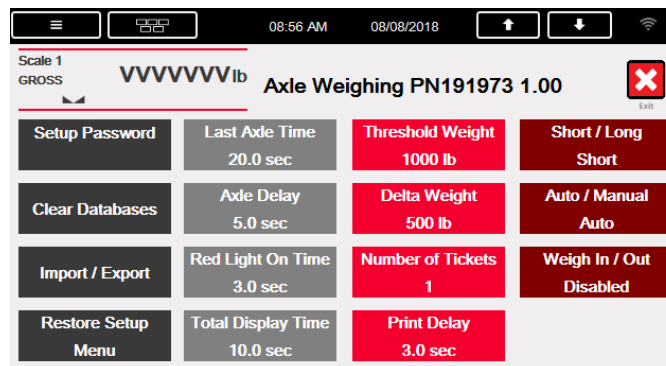 08:56 AM 08/08/2018
Scale 1
GROSS
VVVVVVV lb
Axle Weighing PN191973 1.00
Exit
Setup Password
Last Axle Time
20.0 sec
Threshold Weight
1000 lb
Short / Long
Short
Clear Databases
Axle Delay
5.0 sec
Delta Weight
500 lb
Auto / Manual
Auto
Import / Export
Red Light On Time
3.0 sec
Number of Tickets
1
Weigh In / Out
Disabled
Restore Setup
Menu
Total Display Time
10.0 sec
Print Delay
3.0 sec